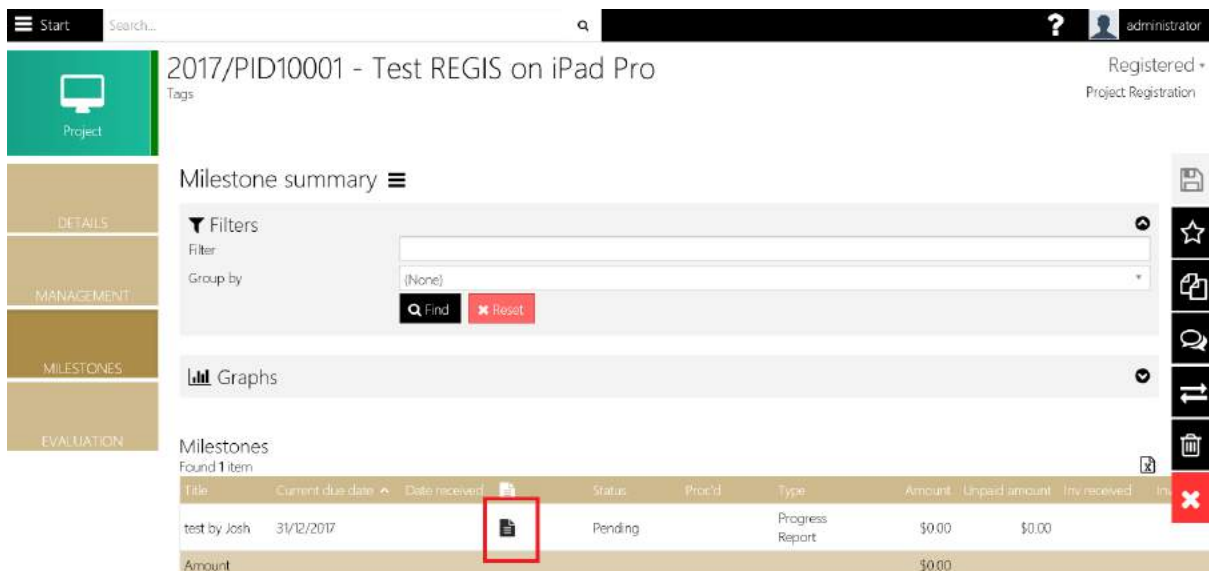 Start Search... ? administrator
2017/PID10001 - Test REGIS on iPad Pro
Registered
Tags
Project Registration
Project
Milestone summary
DETAILS
Filters
Filter
Group by (None)
MANAGEMENT
Find Reset
MILESTONES
Graphs
EVALUATION
Milestones
Found 1 item
Title Current due date Date received Status Proc'd Type Amount Unpaid amount Inv received
test by Josh 31/12/2017 Pending Progress Report $0.00 $0.00
Amount $0.00